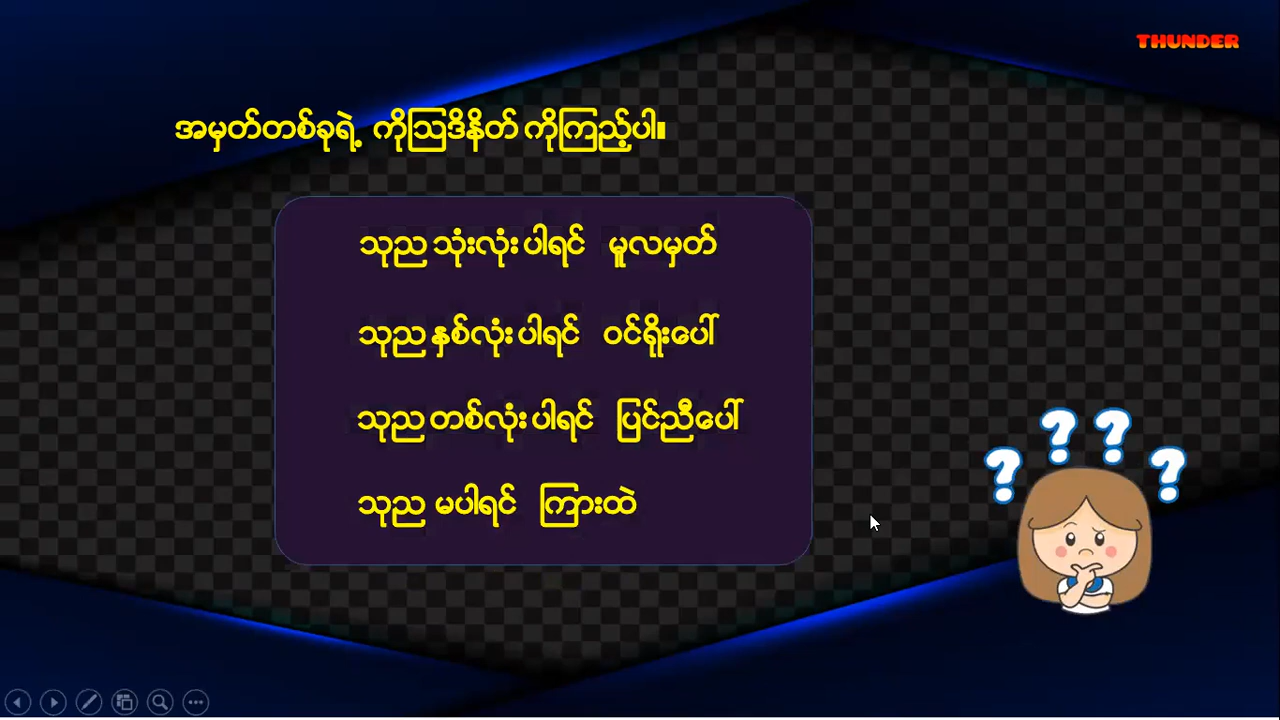 THUNDER
အမှတ်တစ်ခုရဲ့ ကိုဩဒိနိတ် ကိုကြည့်ပါ။
သုည သုံးလုံး ပါရင် မူလမှတ်
သုည နှစ်လုံး ပါရင် ဝင်ရိုးပေါ်
သုည တစ်လုံး ပါရင် ပြင်ညီပေါ်
သုည မပါရင် ကြားထဲ
? ? ? ?